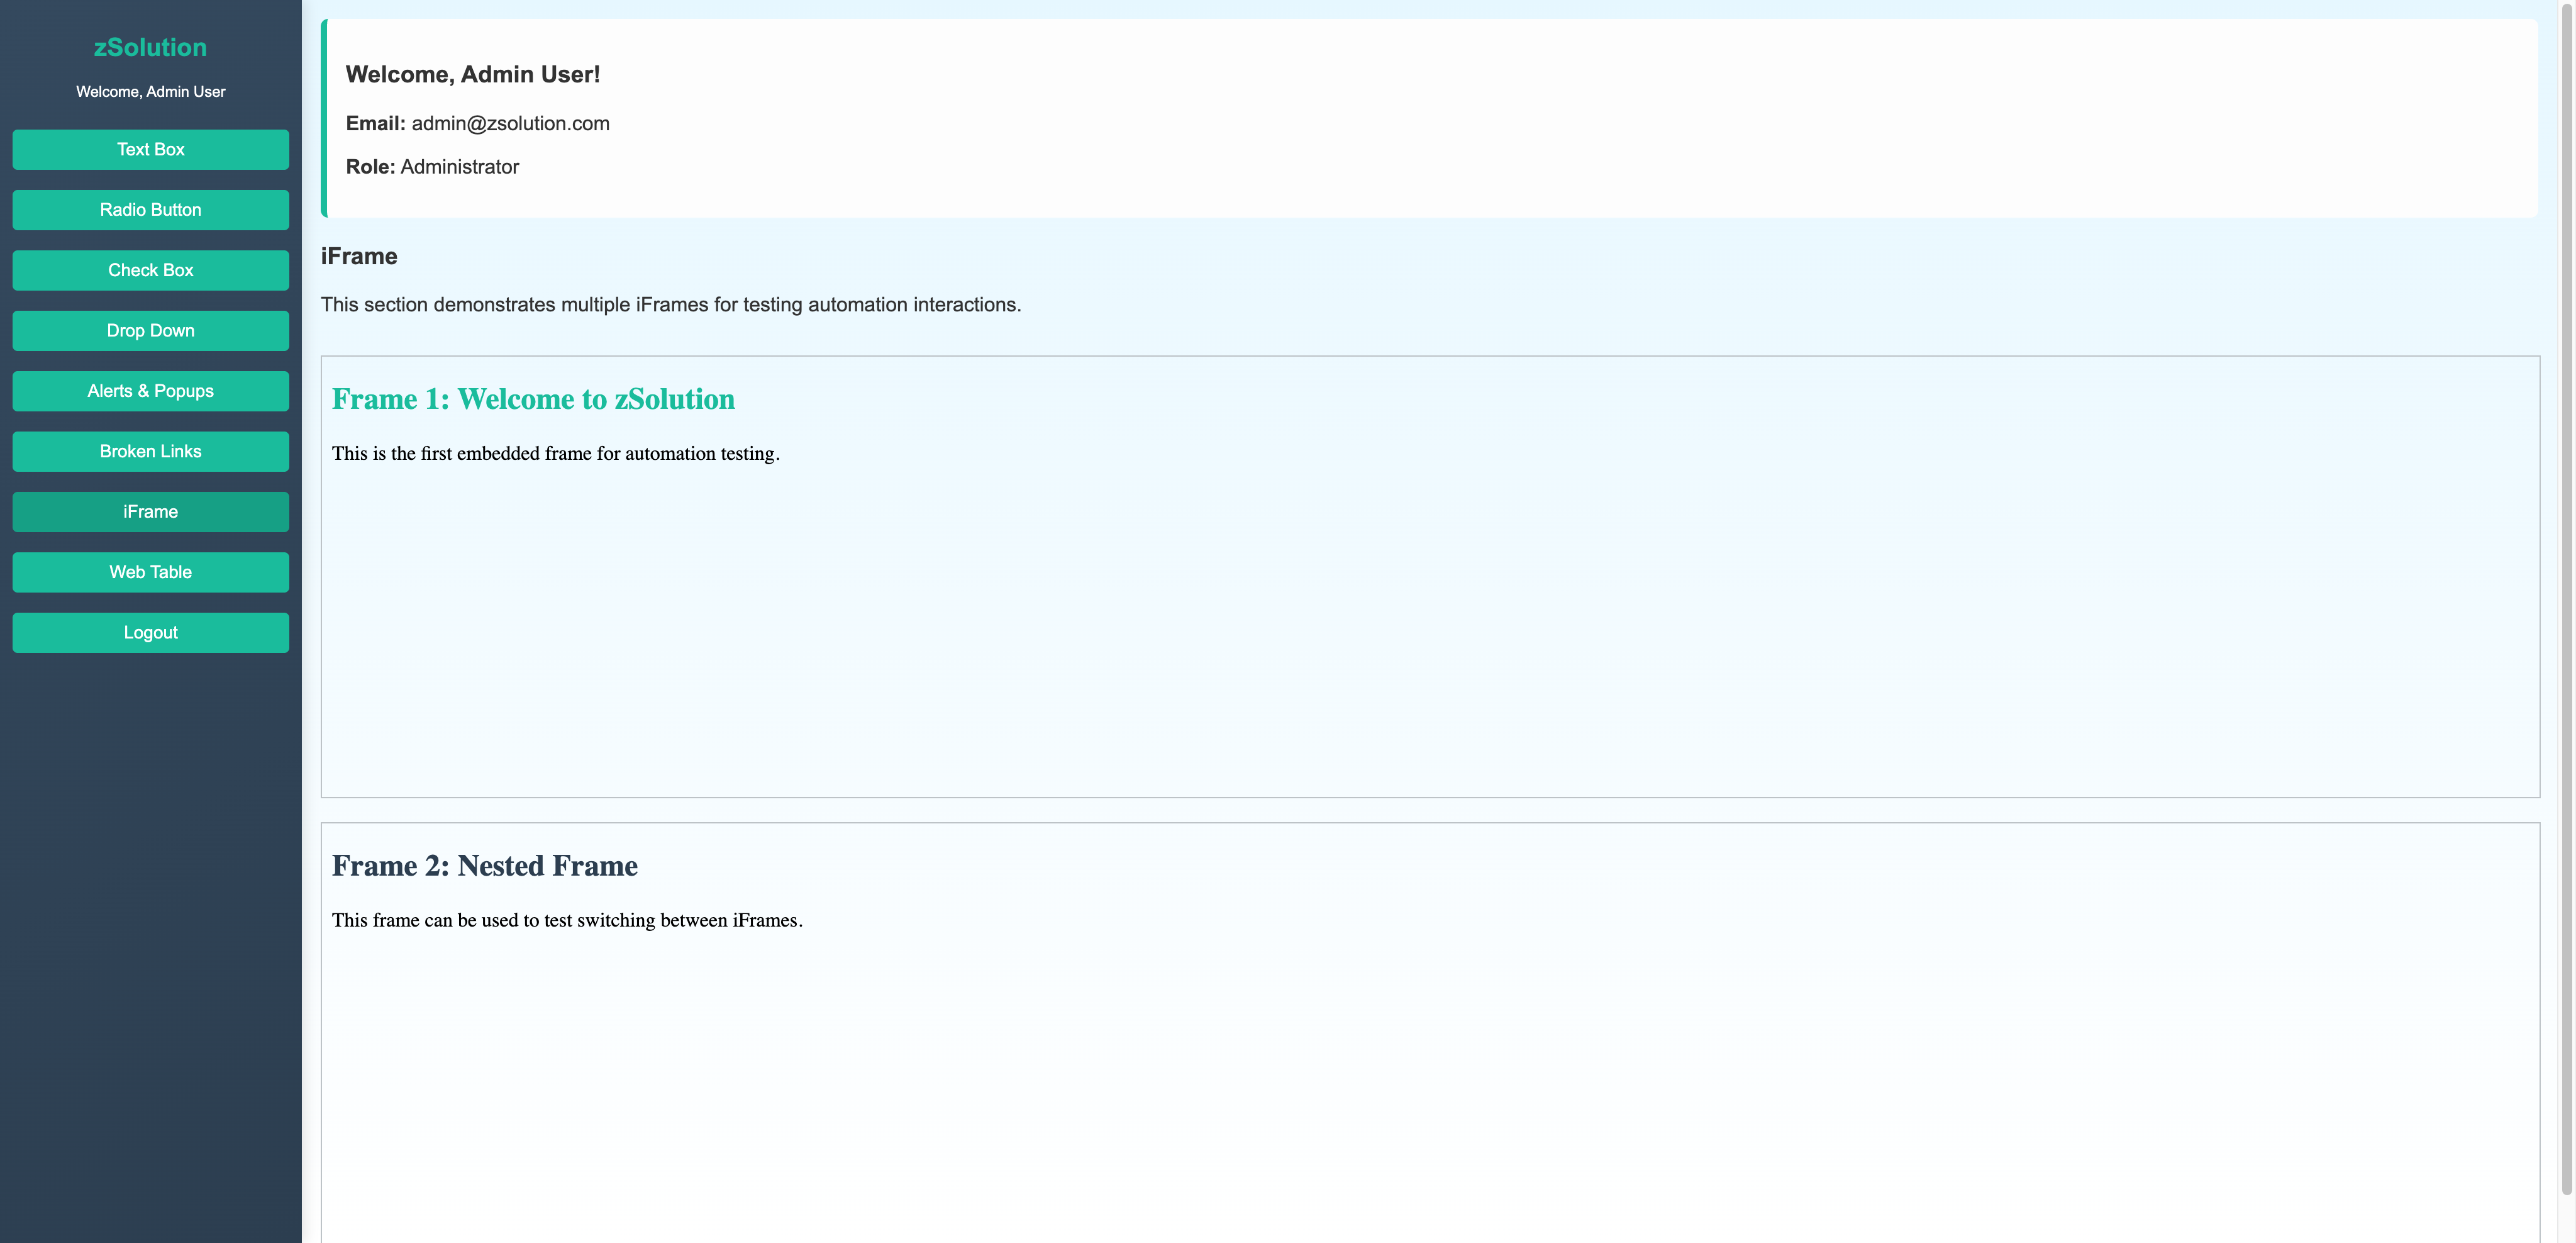 zSolution
Welcome, Admin User
Text Box
Radio Button
Check Box
Drop Down
Alerts & Popups
Broken Links
iFrame
Web Table
Logout
Welcome, Admin User!
Email: admin@zsolution.com
Role: Administrator
iFrame
This section demonstrates multiple iFrames for testing automation interactions.
Frame 1: Welcome to zSolution
This is the first embedded frame for automation testing.
Frame 2: Nested Frame
This frame can be used to test switching between iFrames.